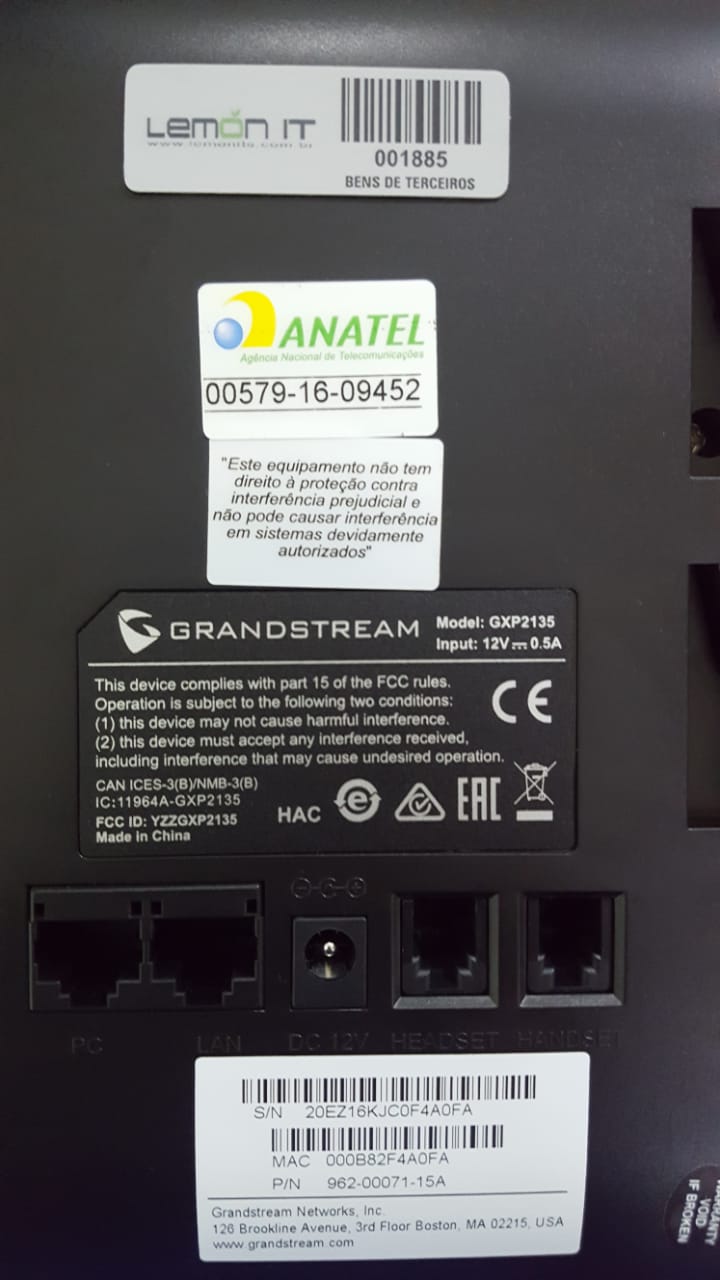 LEMON IT
www.lemonit.com.br
001885
BENS DE TERCEIROS
ANATEL
Agência Nacional de Telecomunicações
00579-16-09452
"Este equipamento não tem
direito à proteção contra
interferência prejudicial e
não pode causar interferência
em sistemas devidamente
autorizados"
GRANDSTREAM
Model: GXP2135
Input: 12V⎓0.5A
This device complies with part 15 of the FCC rules.
Operation is subject to the following two conditions:
(1) this device may not cause harmful interference.
(2) this device must accept any interference received,
including interference that may cause undesired operation.
CE
CAN ICES-3(B)/NMB-3(B)
IC:11964A-GXP2135
FCC ID: YZZGXP2135
Made in China
HAC
EAC
PC
LAN
DC 12V
HEADSET
HANDSET
S/N 20EZ16KJC0F4A0FA
MAC 000B82F4A0FA
P/N 962-00071-15A
Grandstream Networks, Inc.
126 Brookline Avenue, 3rd Floor Boston, MA 02215, USA
www.grandstream.com
WARRANTY
VOID
IF BROKEN